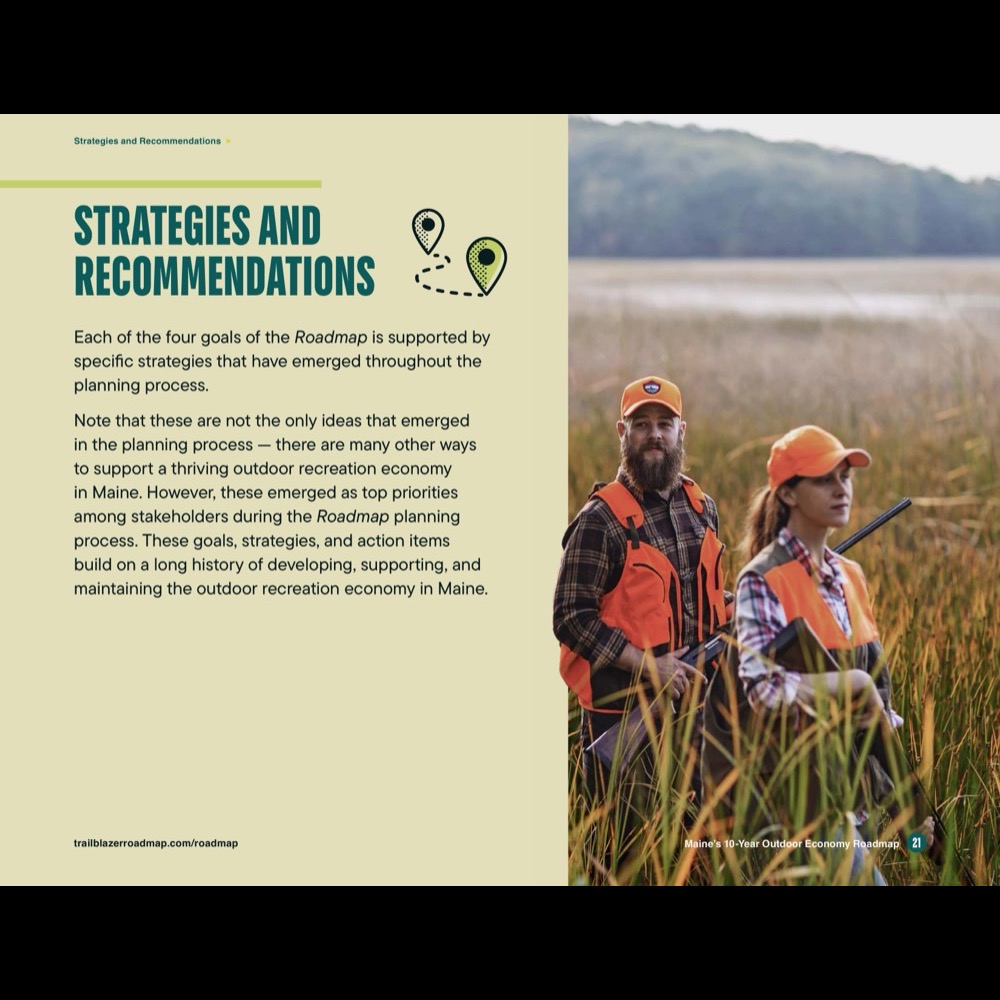 Strategies and Recommendations
STRATEGIES AND
RECOMMENDATIONS
Each of the four goals of the Roadmap is supported by
specific strategies that have emerged throughout the
planning process.
Note that these are not the only ideas that emerged
in the planning process — there are many other ways
to support a thriving outdoor recreation economy
in Maine. However, these emerged as top priorities
among stakeholders during the Roadmap planning
process. These goals, strategies, and action items
build on a long history of developing, supporting, and
maintaining the outdoor recreation economy in Maine.
trailblazerroadmap.com/roadmap
Maine's 10-Year Outdoor Economy Roadmap 21